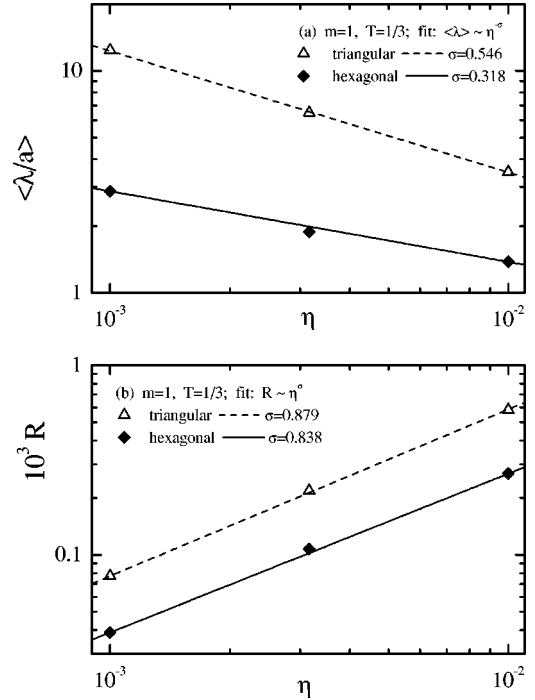 (a) m=1, T=1/3; fit: <λ> ~ η^-σ
triangular σ=0.546
hexagonal σ=0.318
10
<λ/a>
1
10^-3 η 10^-2
1
(b) m=1, T=1/3; fit: R ~ η^σ
triangular σ=0.879
hexagonal σ=0.838
10^3 R
0.1
10^-3 η 10^-2